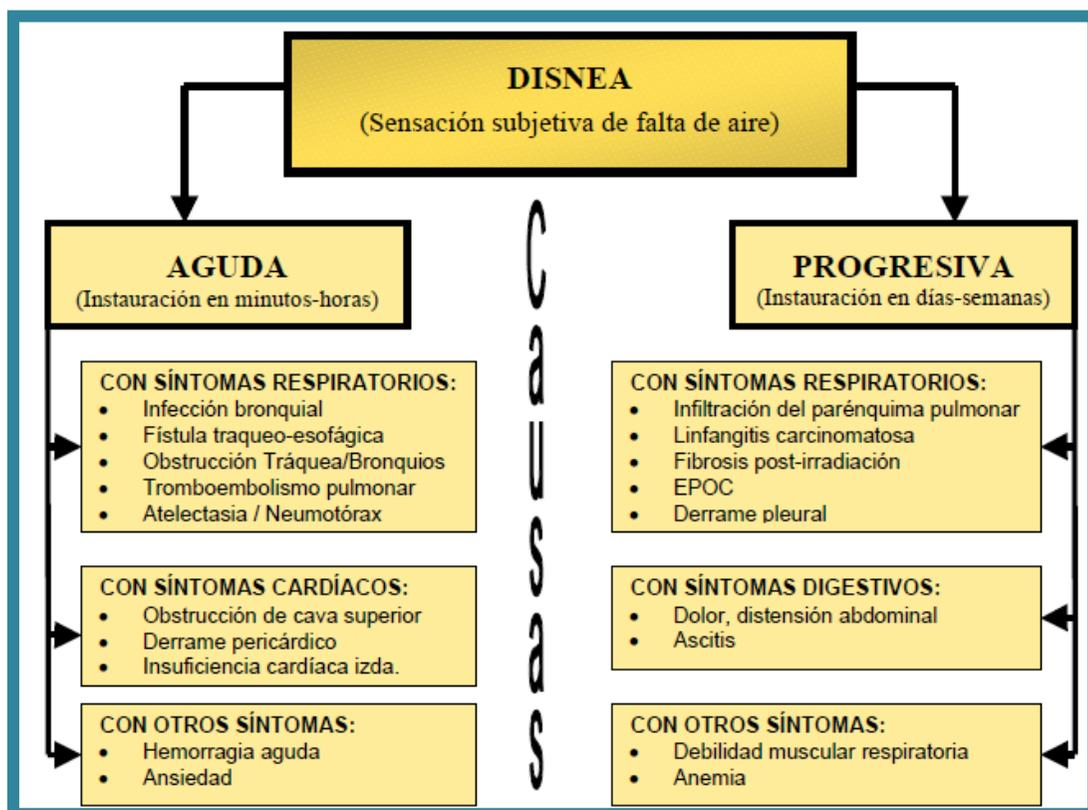 DISNEA
(Sensación subjetiva de falta de aire)
Causas
AGUDA
(Instauración en minutos-horas)
CON SÍNTOMAS RESPIRATORIOS:
• Infección bronquial
• Fístula traqueo-esofágica
• Obstrucción Tráquea/Bronquios
• Tromboembolismo pulmonar
• Atelectasia / Neumotórax
CON SÍNTOMAS CARDÍACOS:
• Obstrucción de cava superior
• Derrame pericárdico
• Insuficiencia cardíaca izda.
CON OTROS SÍNTOMAS:
• Hemorragia aguda
• Ansiedad
PROGRESIVA
(Instauración en días-semanas)
CON SÍNTOMAS RESPIRATORIOS:
• Infiltración del parénquima pulmonar
• Linfangitis carcinomatosa
• Fibrosis post-irradiación
• EPOC
• Derrame pleural
CON SÍNTOMAS DIGESTIVOS:
• Dolor, distensión abdominal
• Ascitis
CON OTROS SÍNTOMAS:
• Debilidad muscular respiratoria
• Anemia